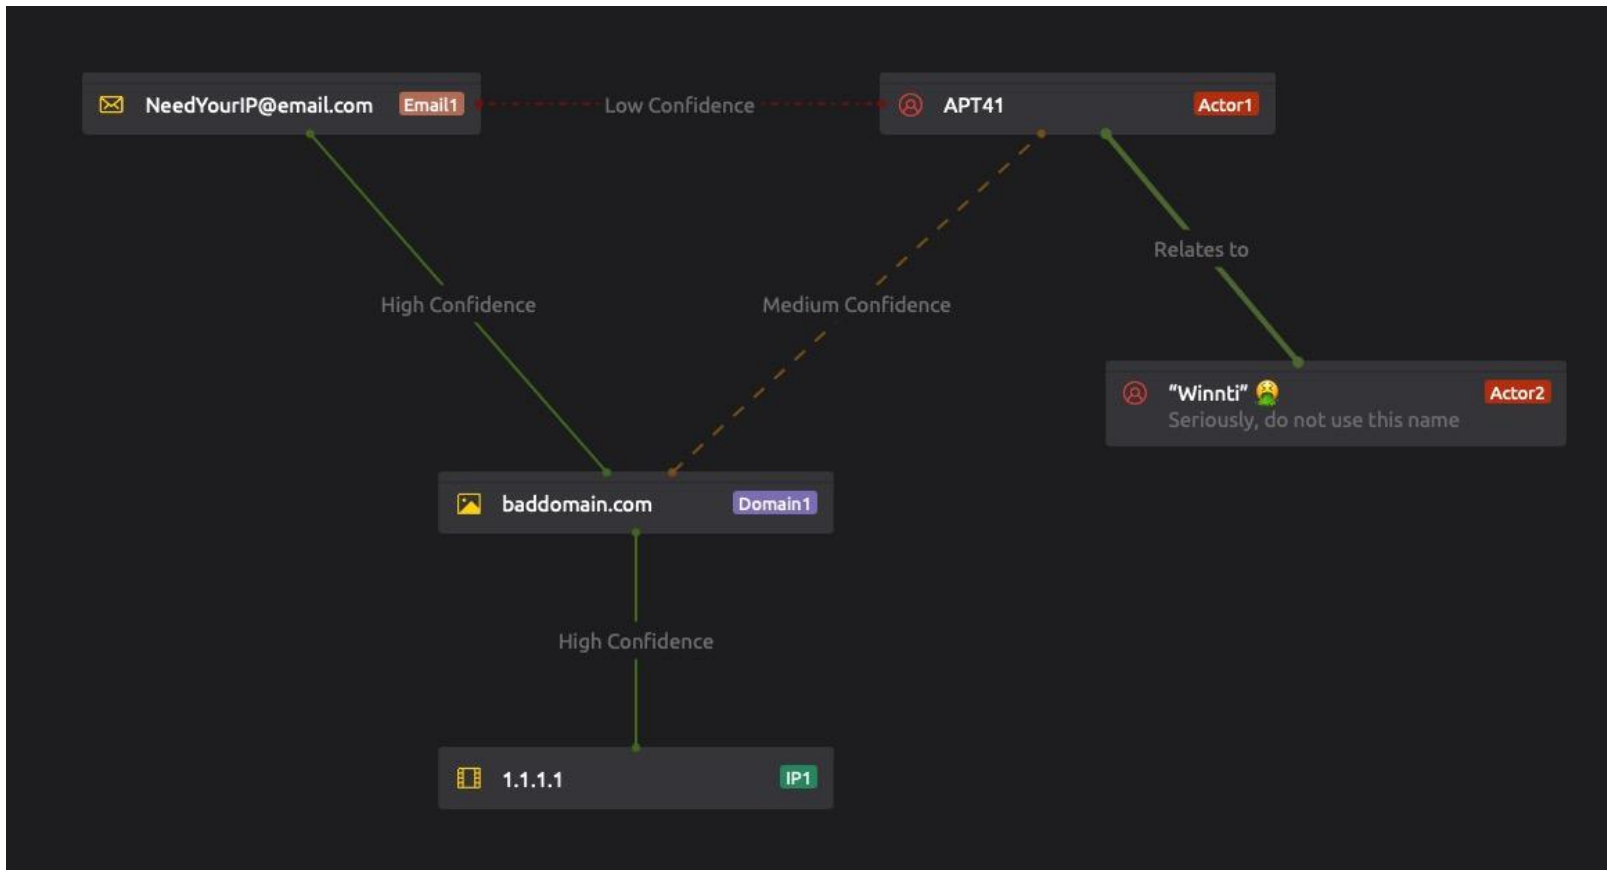 NeedYourIP@email.com Email1
Low Confidence
APT41 Actor1
Relates to
High Confidence
Medium Confidence
“Winnti” 🤮 Actor2
Seriously, do not use this name
baddomain.com Domain1
High Confidence
1.1.1.1 IP1